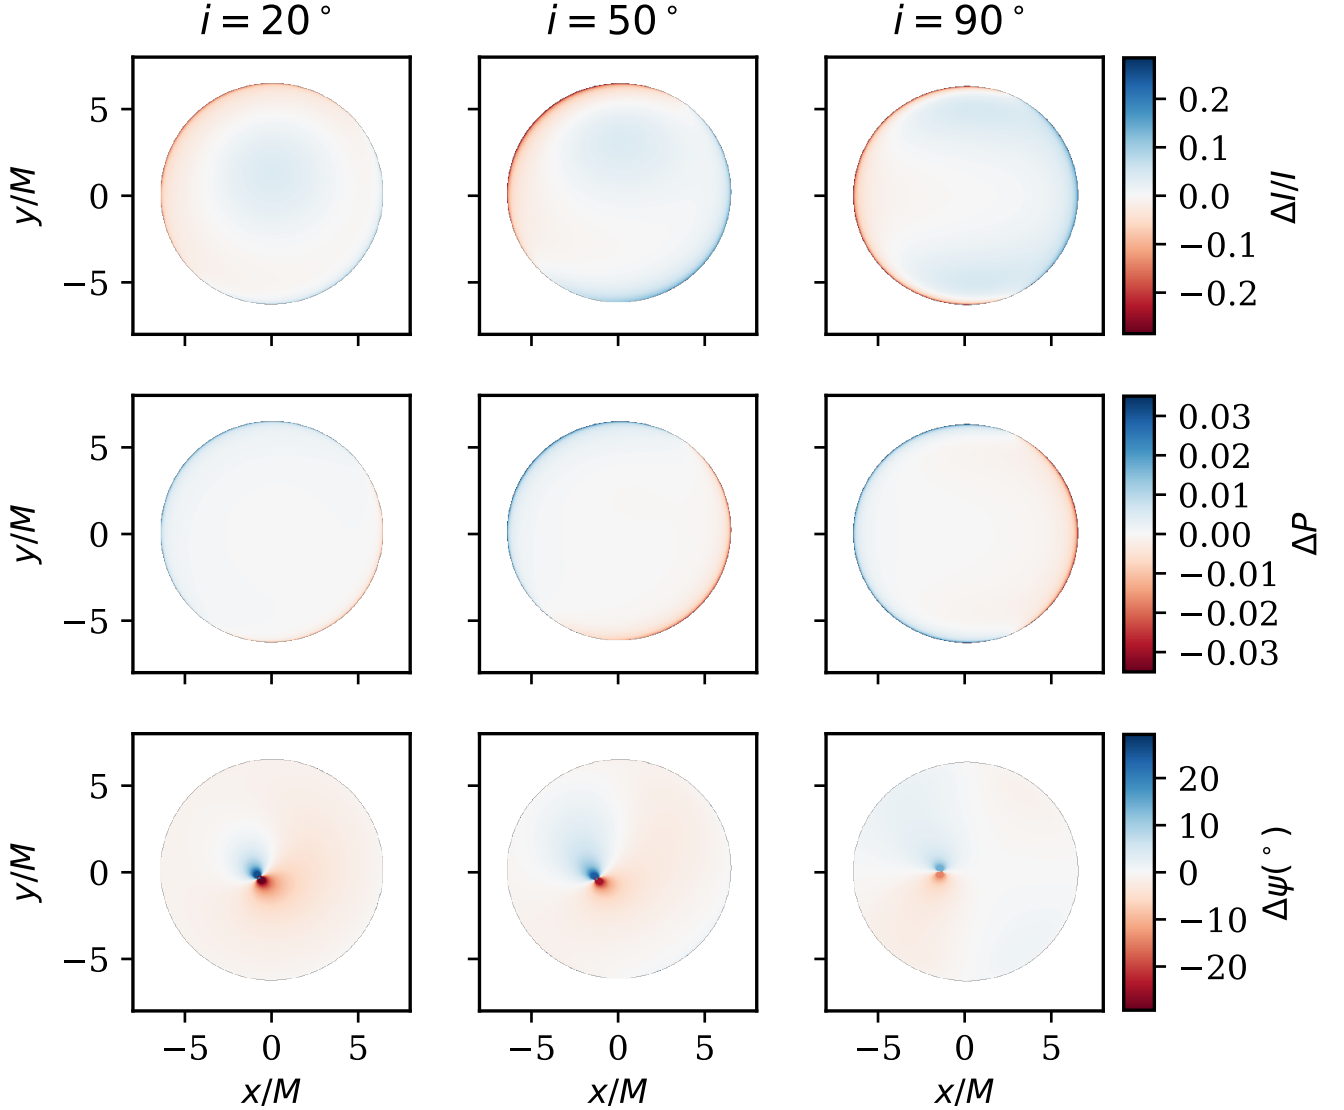 i = 20° i = 50° i = 90°
y/M 5 0 −5 0.2 0.1 0.0 −0.1 −0.2 ΔI/I
y/M 5 0 −5 0.03 0.02 0.01 0.00 −0.01 −0.02 −0.03 ΔP
y/M 5 0 −5 20 10 0 −10 −20 Δψ(°)
−5 0 5 −5 0 5 −5 0 5
x/M x/M x/M